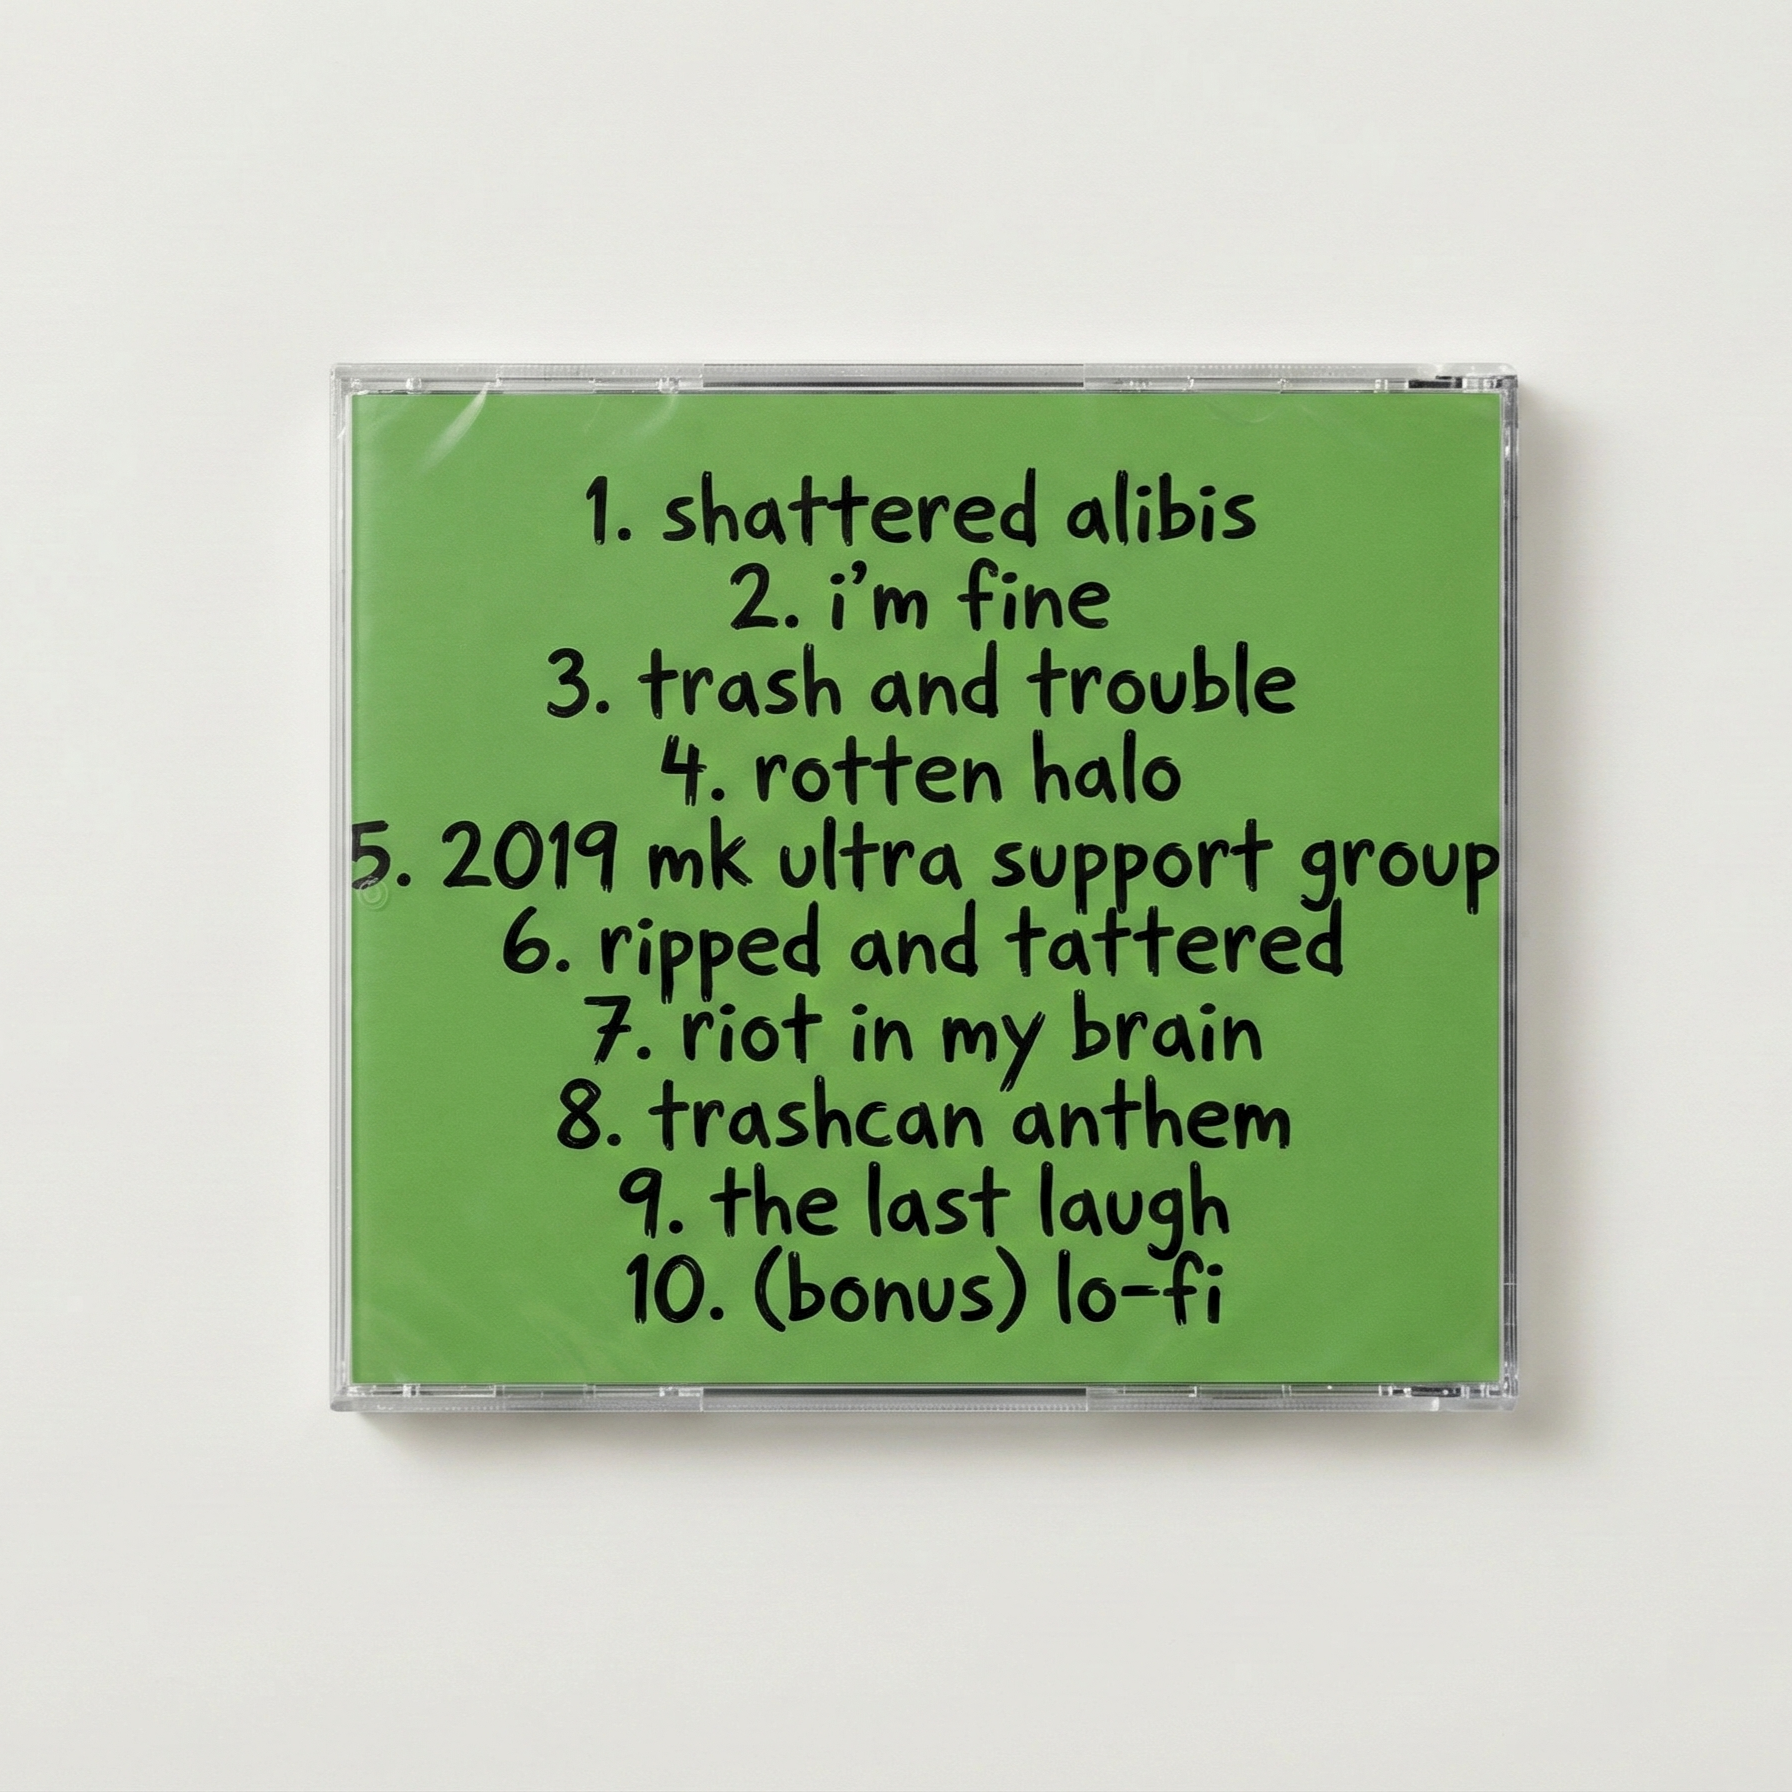 1. shattered alibis
2. i’m fine
3. trash and trouble
4. rotten halo
5. 2019 mk ultra support group
6. ripped and tattered
7. riot in my brain
8. trashcan anthem
9. the last laugh
10. (bonus) lo-fi